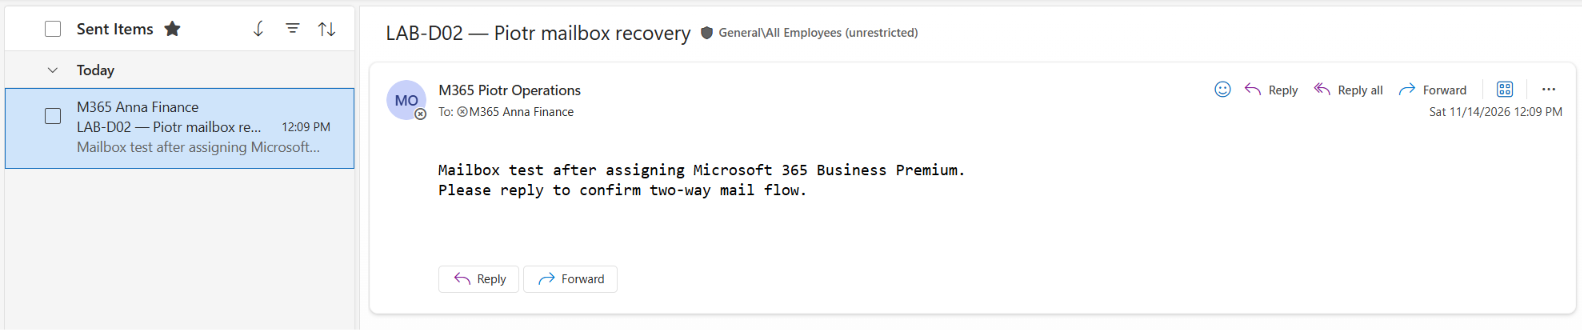 Sent Items
Today
M365 Anna Finance
LAB-D02 — Piotr mailbox re... 12:09 PM
Mailbox test after assigning Microsoft...
LAB-D02 — Piotr mailbox recovery General\All Employees (unrestricted)
MO
M365 Piotr Operations
To: M365 Anna Finance
Reply Reply all Forward
Sat 11/14/2026 12:09 PM
Mailbox test after assigning Microsoft 365 Business Premium.
Please reply to confirm two-way mail flow.
Reply Forward